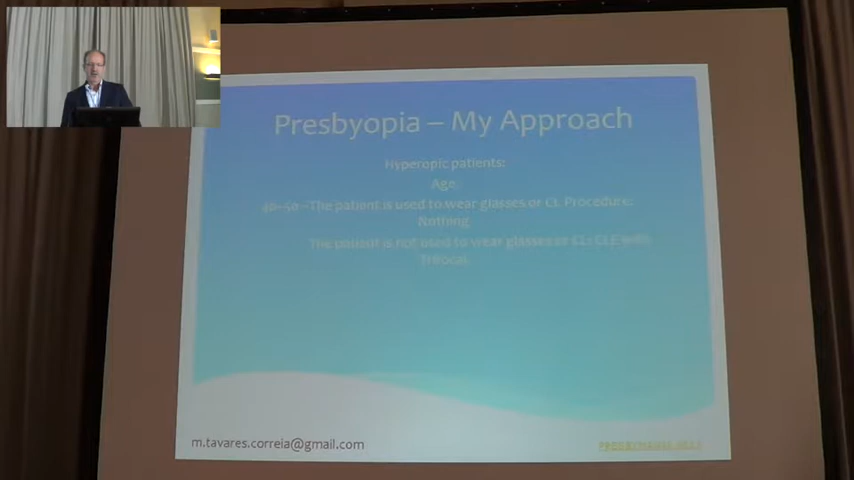 Presbyopia – My Approach
Hyperopic patients:
Age.
40–50 –The patient is used to wear glasses or CL Procedure:
Nothing
The patient is not used to wear glasses or CL: CLE with
Trifocal.
m.tavares.correia@gmail.com